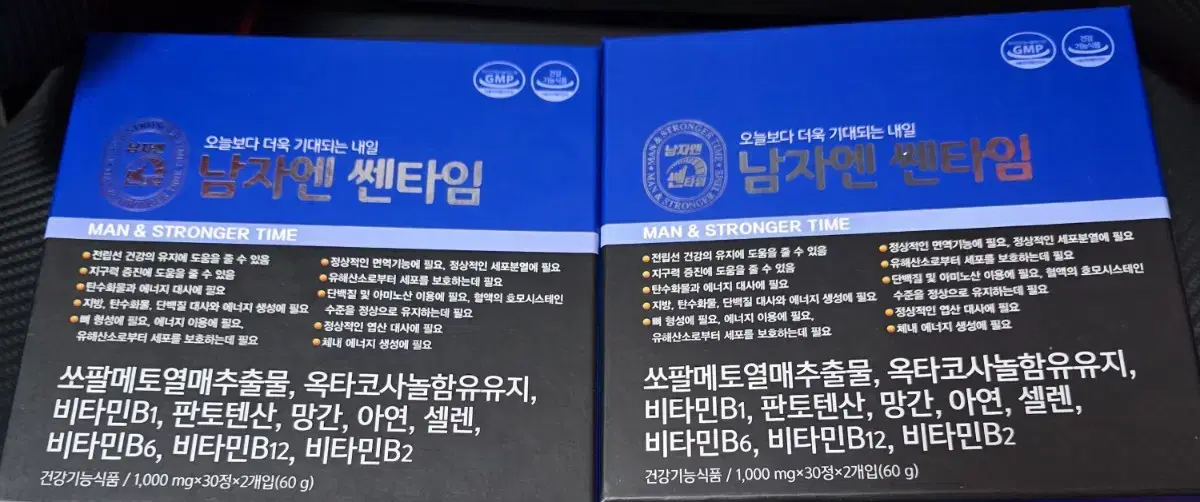 GMP
건강
기능식품
오늘보다 더욱 기대되는 내일
남자엔
남자엔 쎈타임
MAN & STRONGER TIME
전립선 건강의 유지에 도움을 줄 수 있음
지구력 증진에 도움을 줄 수 있음
탄수화물과 에너지 대사에 필요
지방, 탄수화물, 단백질 대사와 에너지 생성에 필요
뼈 형성에 필요, 에너지 이용에 필요,
유해산소로부터 세포를 보호하는데 필요
정상적인 면역기능에 필요, 정상적인 세포분열에 필요
유해산소로부터 세포를 보호하는데 필요
단백질 및 아미노산 이용에 필요, 혈액의 호모시스테인
수준을 정상으로 유지하는데 필요
정상적인 엽산 대사에 필요
체내 에너지 생성에 필요
쏘팔메토열매추출물, 옥타코사놀함유유지,
비타민B1, 판토텐산, 망간, 아연, 셀렌,
비타민B6, 비타민B12, 비타민B2
건강기능식품 / 1,000 mg×30정×2개입(60 g)
GMP
건강
기능식품
오늘보다 더욱 기대되는 내일
MAN & STRONGER TIME
남자엔
쎈타임
MAN & STRONGER TIME
남자엔 쎈타임
MAN & STRONGER TIME
전립선 건강의 유지에 도움을 줄 수 있음
지구력 증진에 도움을 줄 수 있음
탄수화물과 에너지 대사에 필요
지방, 탄수화물, 단백질 대사와 에너지 생성에 필요
뼈 형성에 필요, 에너지 이용에 필요,
유해산소로부터 세포를 보호하는데 필요
정상적인 면역기능에 필요, 정상적인 세포분열에 필요
유해산소로부터 세포를 보호하는데 필요
단백질 및 아미노산 이용에 필요, 혈액의 호모시스테인
수준을 정상으로 유지하는데 필요
정상적인 엽산 대사에 필요
체내 에너지 생성에 필요
쏘팔메토열매추출물, 옥타코사놀함유유지,
비타민B1, 판토텐산, 망간, 아연, 셀렌,
비타민B6, 비타민B12, 비타민B2
건강기능식품 / 1,000 mg×30정×2개입(60 g)